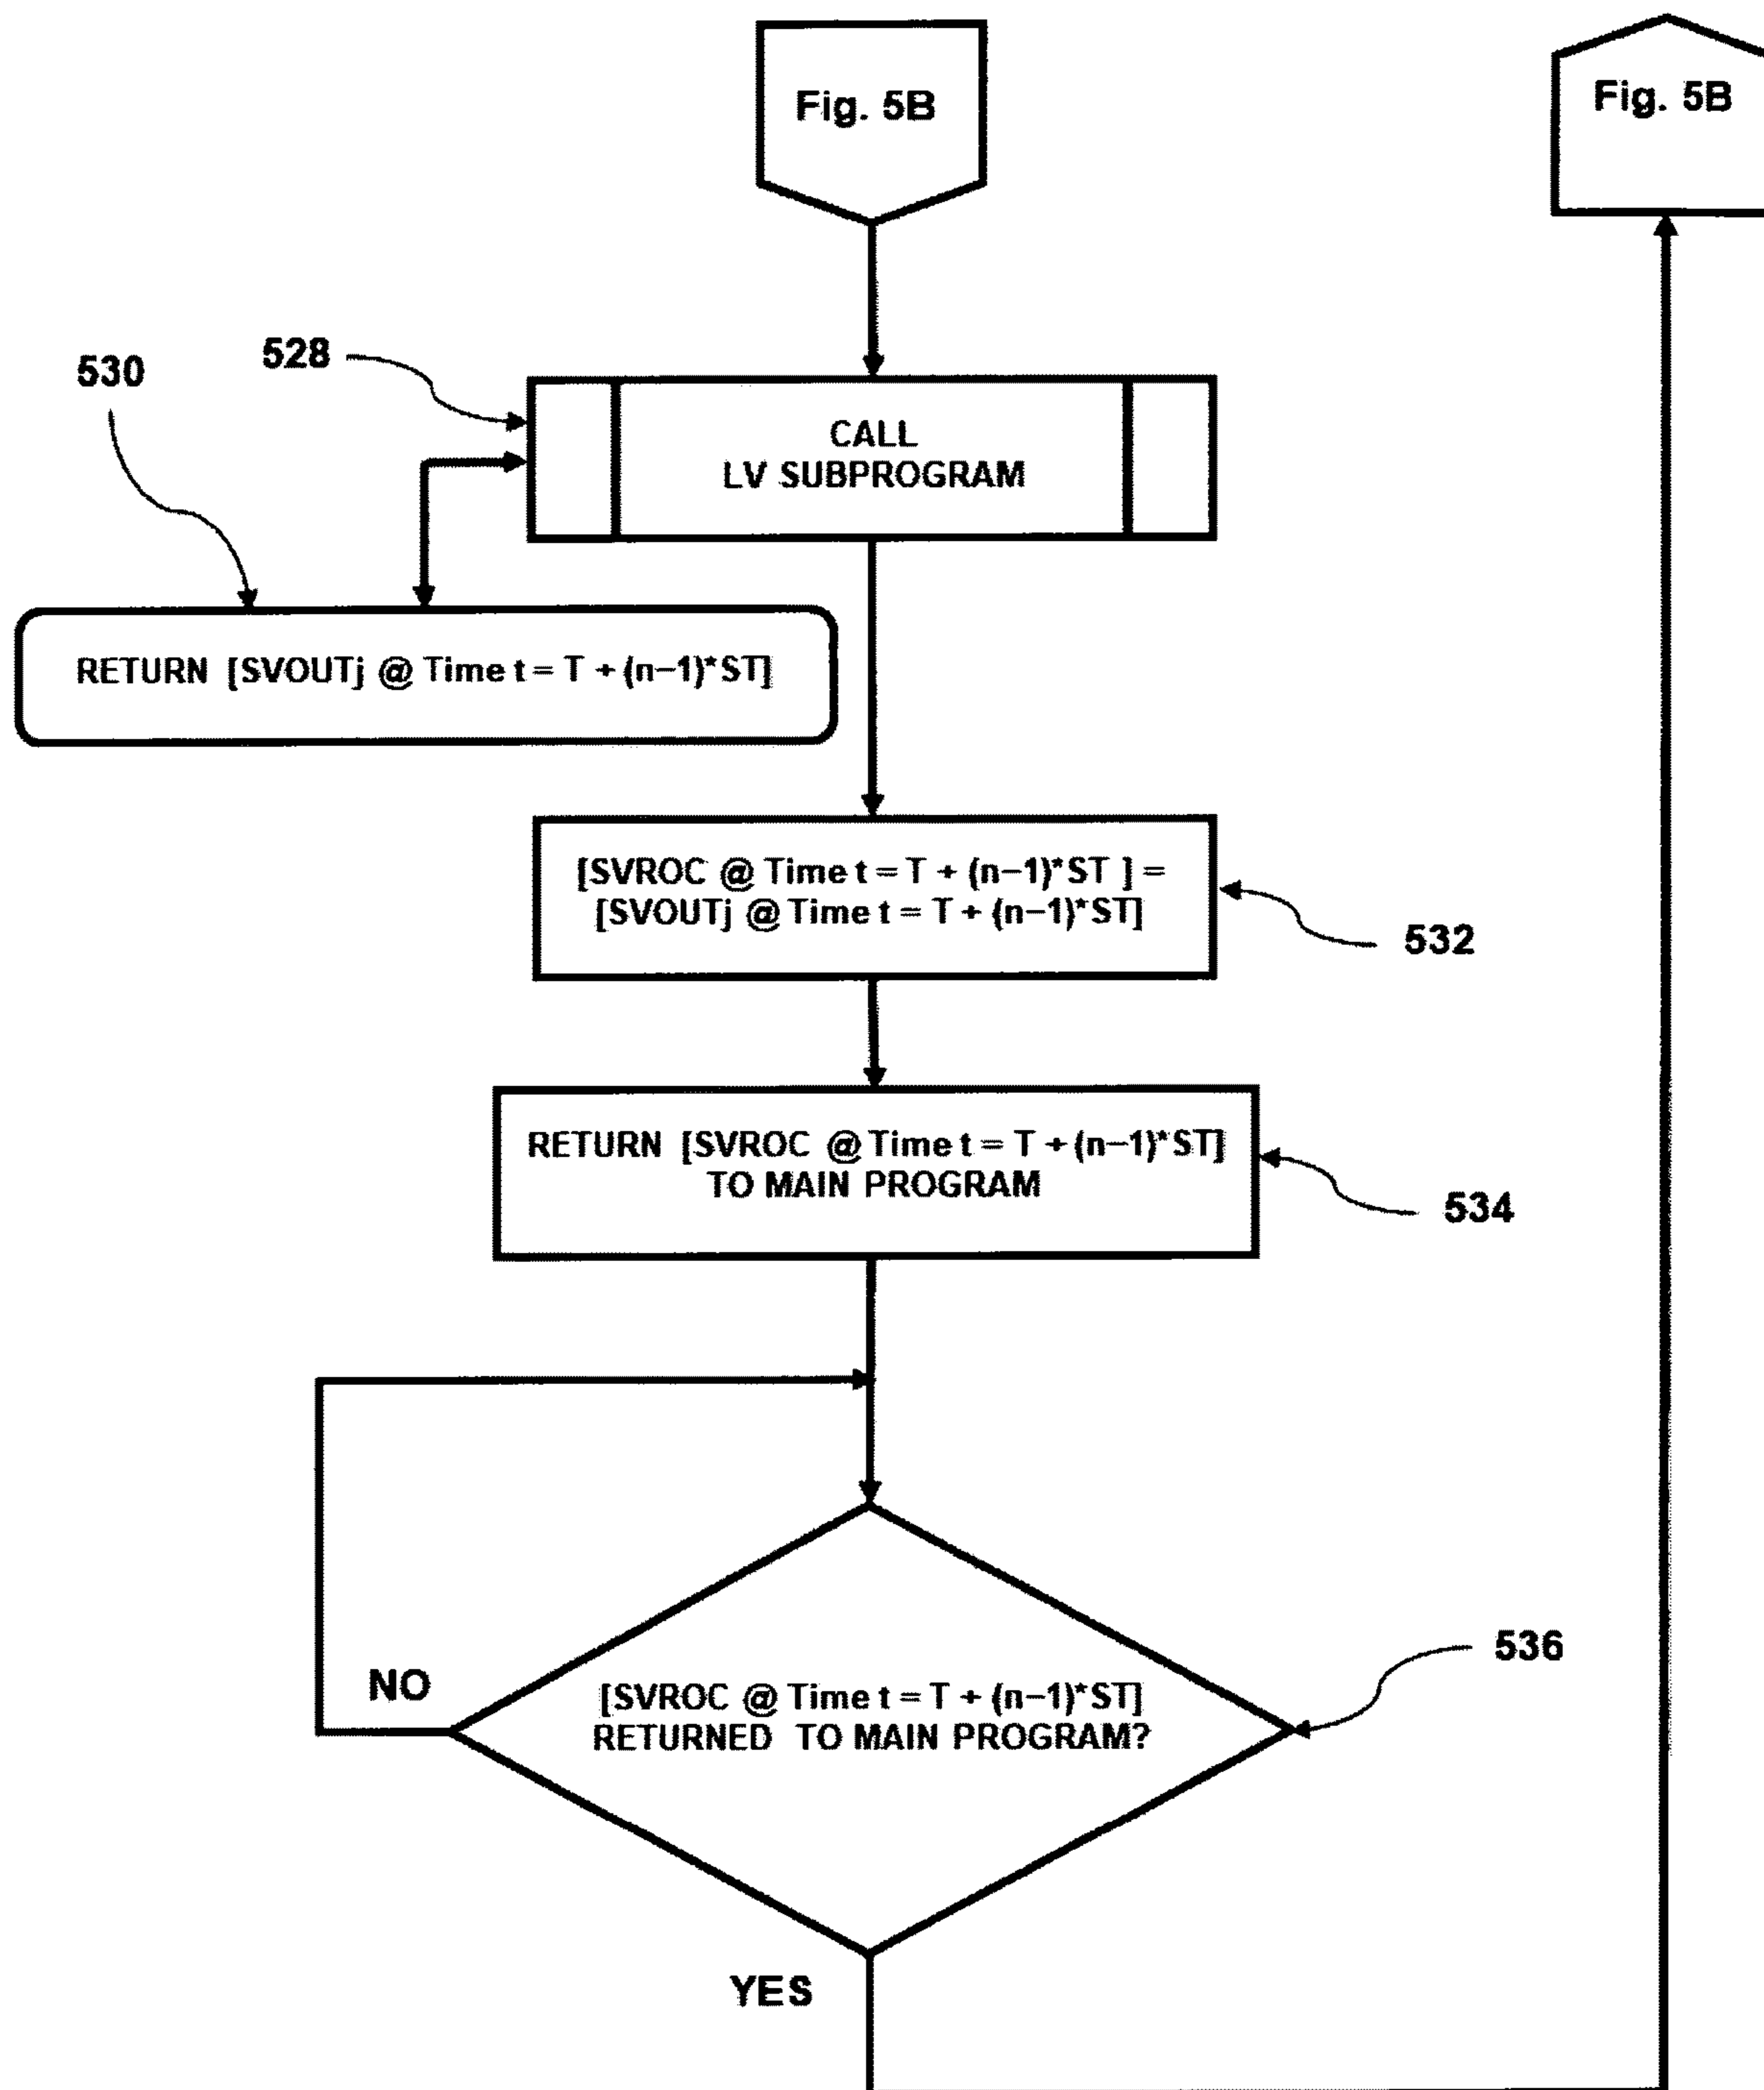 Fig. 5B
Fig. 5B
528
530
CALL
LV SUBPROGRAM
RETURN [SVOUTj @ Time t = T + (n−1)*ST]
[SVROC @ Time t = T + (n−1)*ST ] =
[SVOUTj @ Time t = T + (n−1)*ST]
532
RETURN [SVROC @ Time t = T + (n−1)*ST]
TO MAIN PROGRAM
534
536
NO
[SVROC @ Time t = T + (n−1)*ST]
RETURNED TO MAIN PROGRAM?
YES